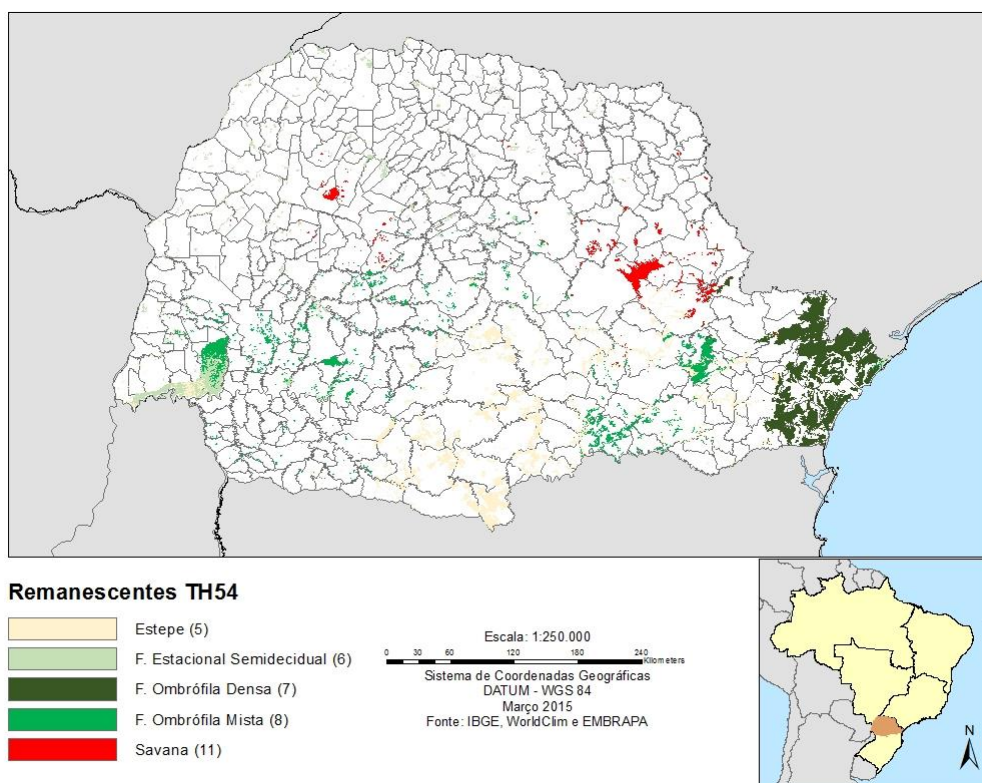 Remanescentes TH54
Estepe (5)
F. Estacional Semidecidual (6)
F. Ombrófila Densa (7)
F. Ombrófila Mista (8)
Savana (11)
Escala: 1:250.000
0 30 60 120 180 240
Kilometers
Sistema de Coordenadas Geográficas
DATUM - WGS 84
Março 2015
Fonte: IBGE, WorldClim e EMBRAPA
N